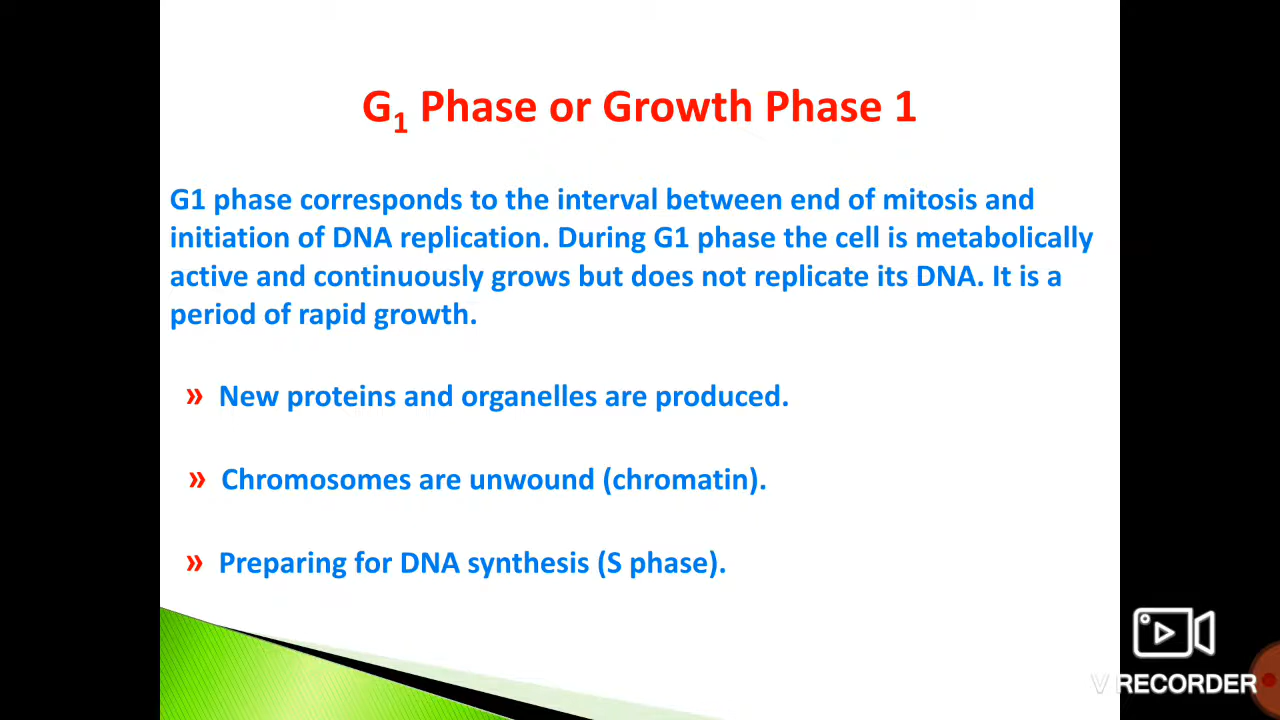 G₁ Phase or Growth Phase 1
G1 phase corresponds to the interval between end of mitosis and
initiation of DNA replication. During G1 phase the cell is metabolically
active and continuously grows but does not replicate its DNA. It is a
period of rapid growth.
» New proteins and organelles are produced.
» Chromosomes are unwound (chromatin).
» Preparing for DNA synthesis (S phase).
V RECORDER